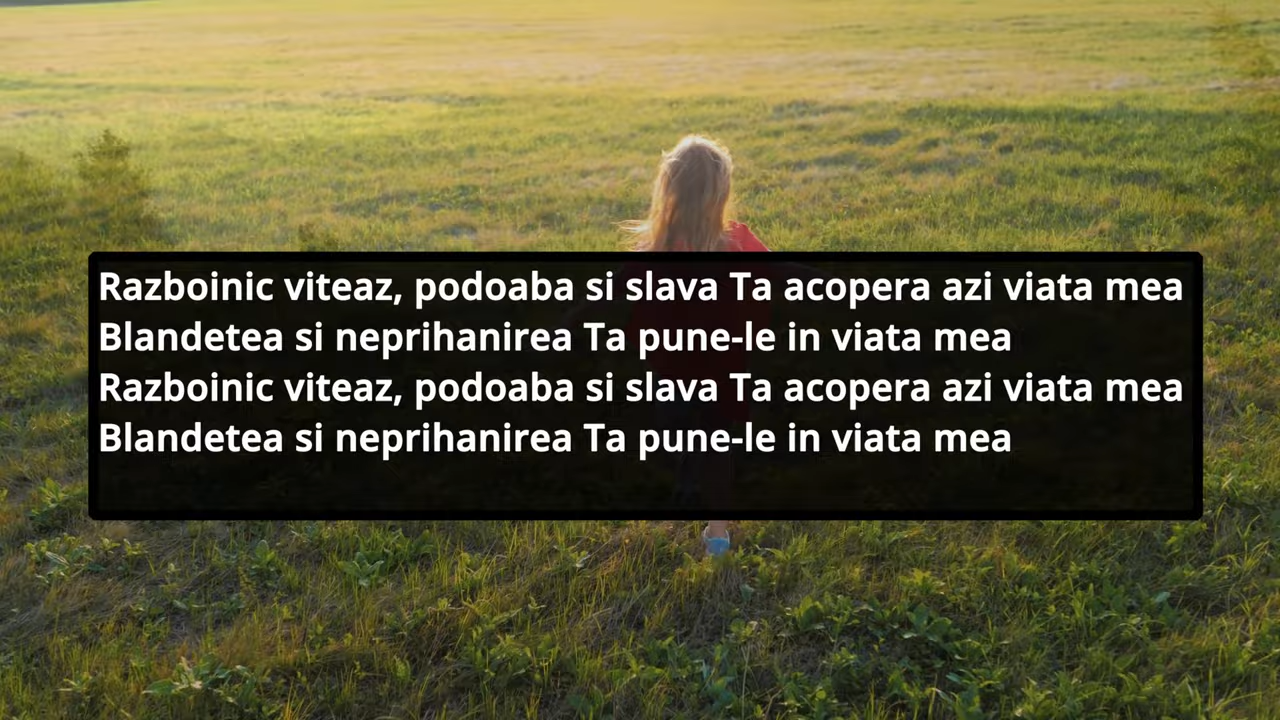 Razboinic viteaz, podoaba si slava Ta acopera azi viata mea
Blandetea si neprihanirea Ta pune-le in viata mea
Razboinic viteaz, podoaba si slava Ta acopera azi viata mea
Blandetea si neprihanirea Ta pune-le in viata mea